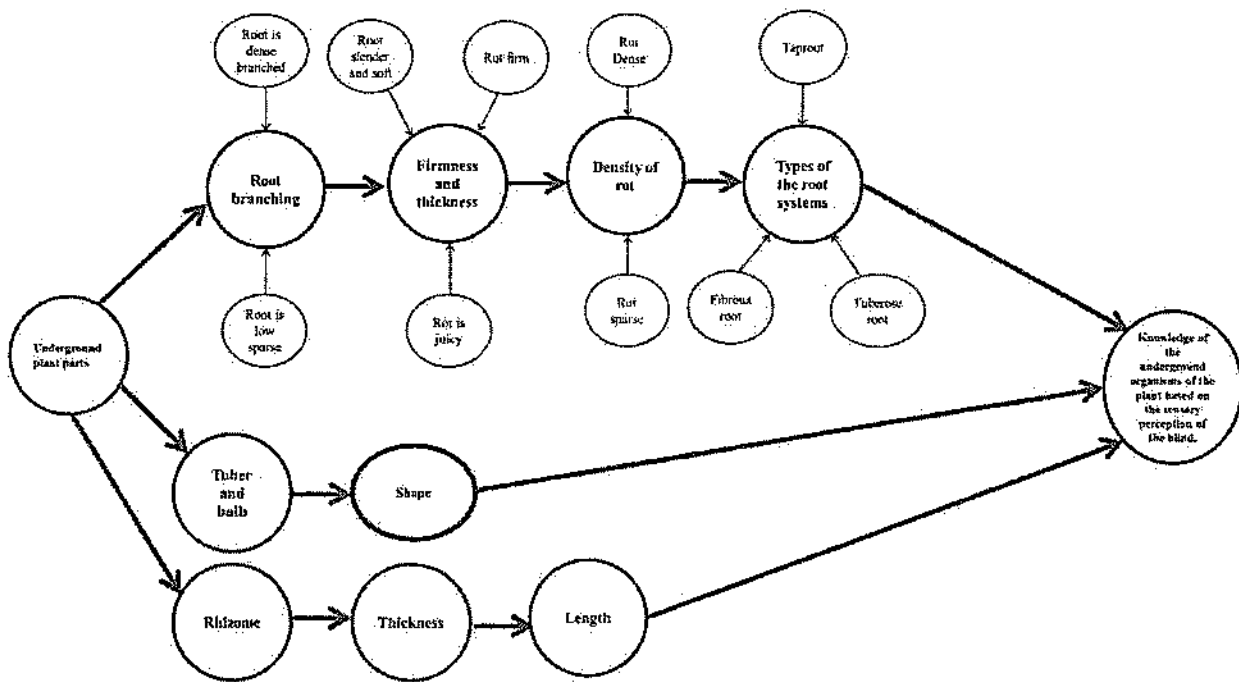 Root is
dense
branched
Root
slender
and soft
Rot firm
Rot
Dense
Taproot
Root
branching
Firmness
and
thickness
Density of
rot
Types of
the root
systems
Root is
low
sparse
Rot is
juicy
Rot
sparse
Fibrous
root
Tuberose
root
Underground
plant parts
Knowledge of
the
underground
organisms of the
plant based on
the sensory
perception of
the blind.
Tuber
and
bulb
Shape
Rhizome
Thickness
Length